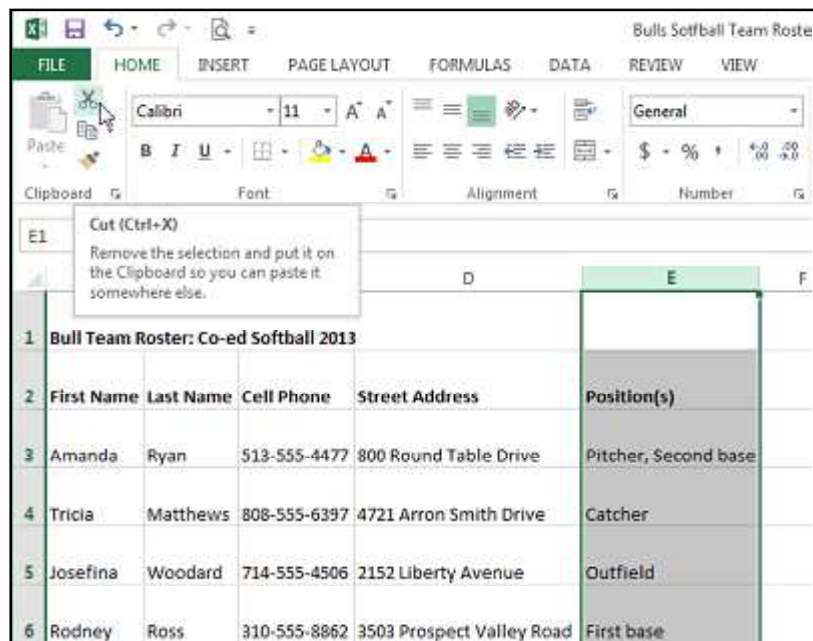 Bulls Sotfball Team Roste
FILE HOME INSERT PAGE LAYOUT FORMULAS DATA REVIEW VIEW
Calibri 11 A A General
Paste B I U A $ % , .00 .0
Clipboard Font Alignment Number
E1
Cut (Ctrl+X)
Remove the selection and put it on
the Clipboard so you can paste it
somewhere else.
D E F
1 Bull Team Roster: Co-ed Softball 2013
2 First Name Last Name Cell Phone Street Address Position(s)
3 Amanda Ryan 513-555-4477 800 Round Table Drive Pitcher, Second base
4 Tricia Matthews 808-555-6397 4721 Arron Smith Drive Catcher
5 Josefina Woodard 714-555-4506 2152 Liberty Avenue Outfield
6 Rodney Ross 310-555-8862 3503 Prospect Valley Road First base